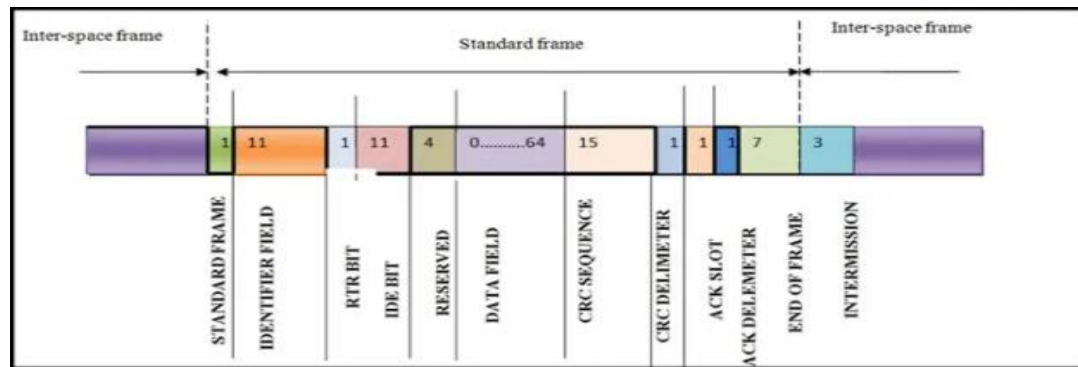 Inter-space frame
Standard frame
Inter-space frame
1 11 1 11 4 0..........64 15 1 1 1 7 3
STANDARD FRAME
IDENTIFIER FIELD
RTR BIT
IDE BIT
RESERVED
DATA FIELD
CRC SEQUENCE
CRC DELIMETER
ACK SLOT
ACK DELEMETER
END OF FRAME
INTERMISSION